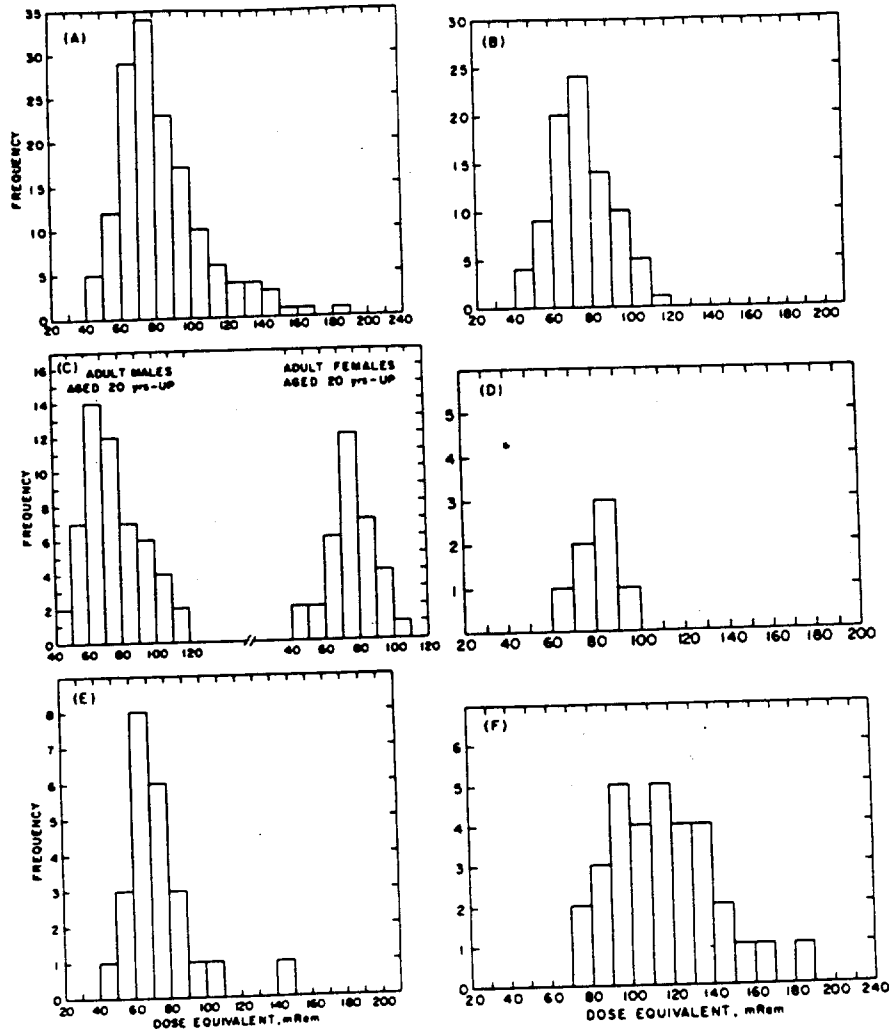 (A)
35
30
25
20
15
10
5
0
FREQUENCY
20 40 60 80 100 120 140 160 180 200 220 240
(B)
30
25
20
15
10
5
0
20 40 60 80 100 120 140 160 180 200
(C) ADULT MALES
AGED 20 yrs-UP
ADULT FEMALES
AGED 20 yrs-UP
16
14
12
10
8
6
4
2
0
FREQUENCY
40 60 80 100 120 // 40 60 80 100 120
(D)
5
4
3
2
1
20 40 60 80 100 120 140 160 180 200
(E)
8
7
6
5
4
3
2
1
0
FREQUENCY
20 40 60 80 100 120 140 160 180 200
DOSE EQUIVALENT, mRem
(F)
6
5
4
3
2
1
0
20 40 60 80 100 120 140 160 180 200 220 240
DOSE EQUIVALENT, mRem